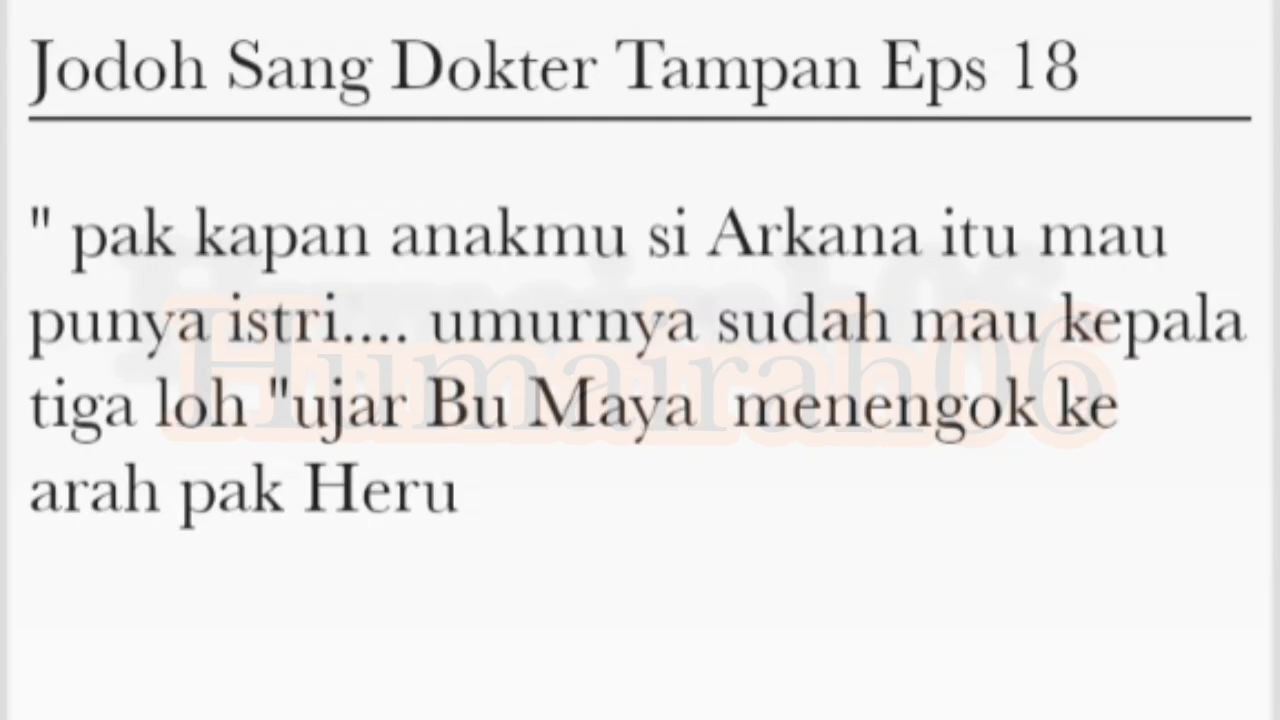 Jodoh Sang Dokter Tampan Eps 18
" pak kapan anakmu si Arkana itu mau
punya istri.... umurnya sudah mau kepala
tiga loh "ujar Bu Maya  menengok ke
arah pak Heru
Humairah06